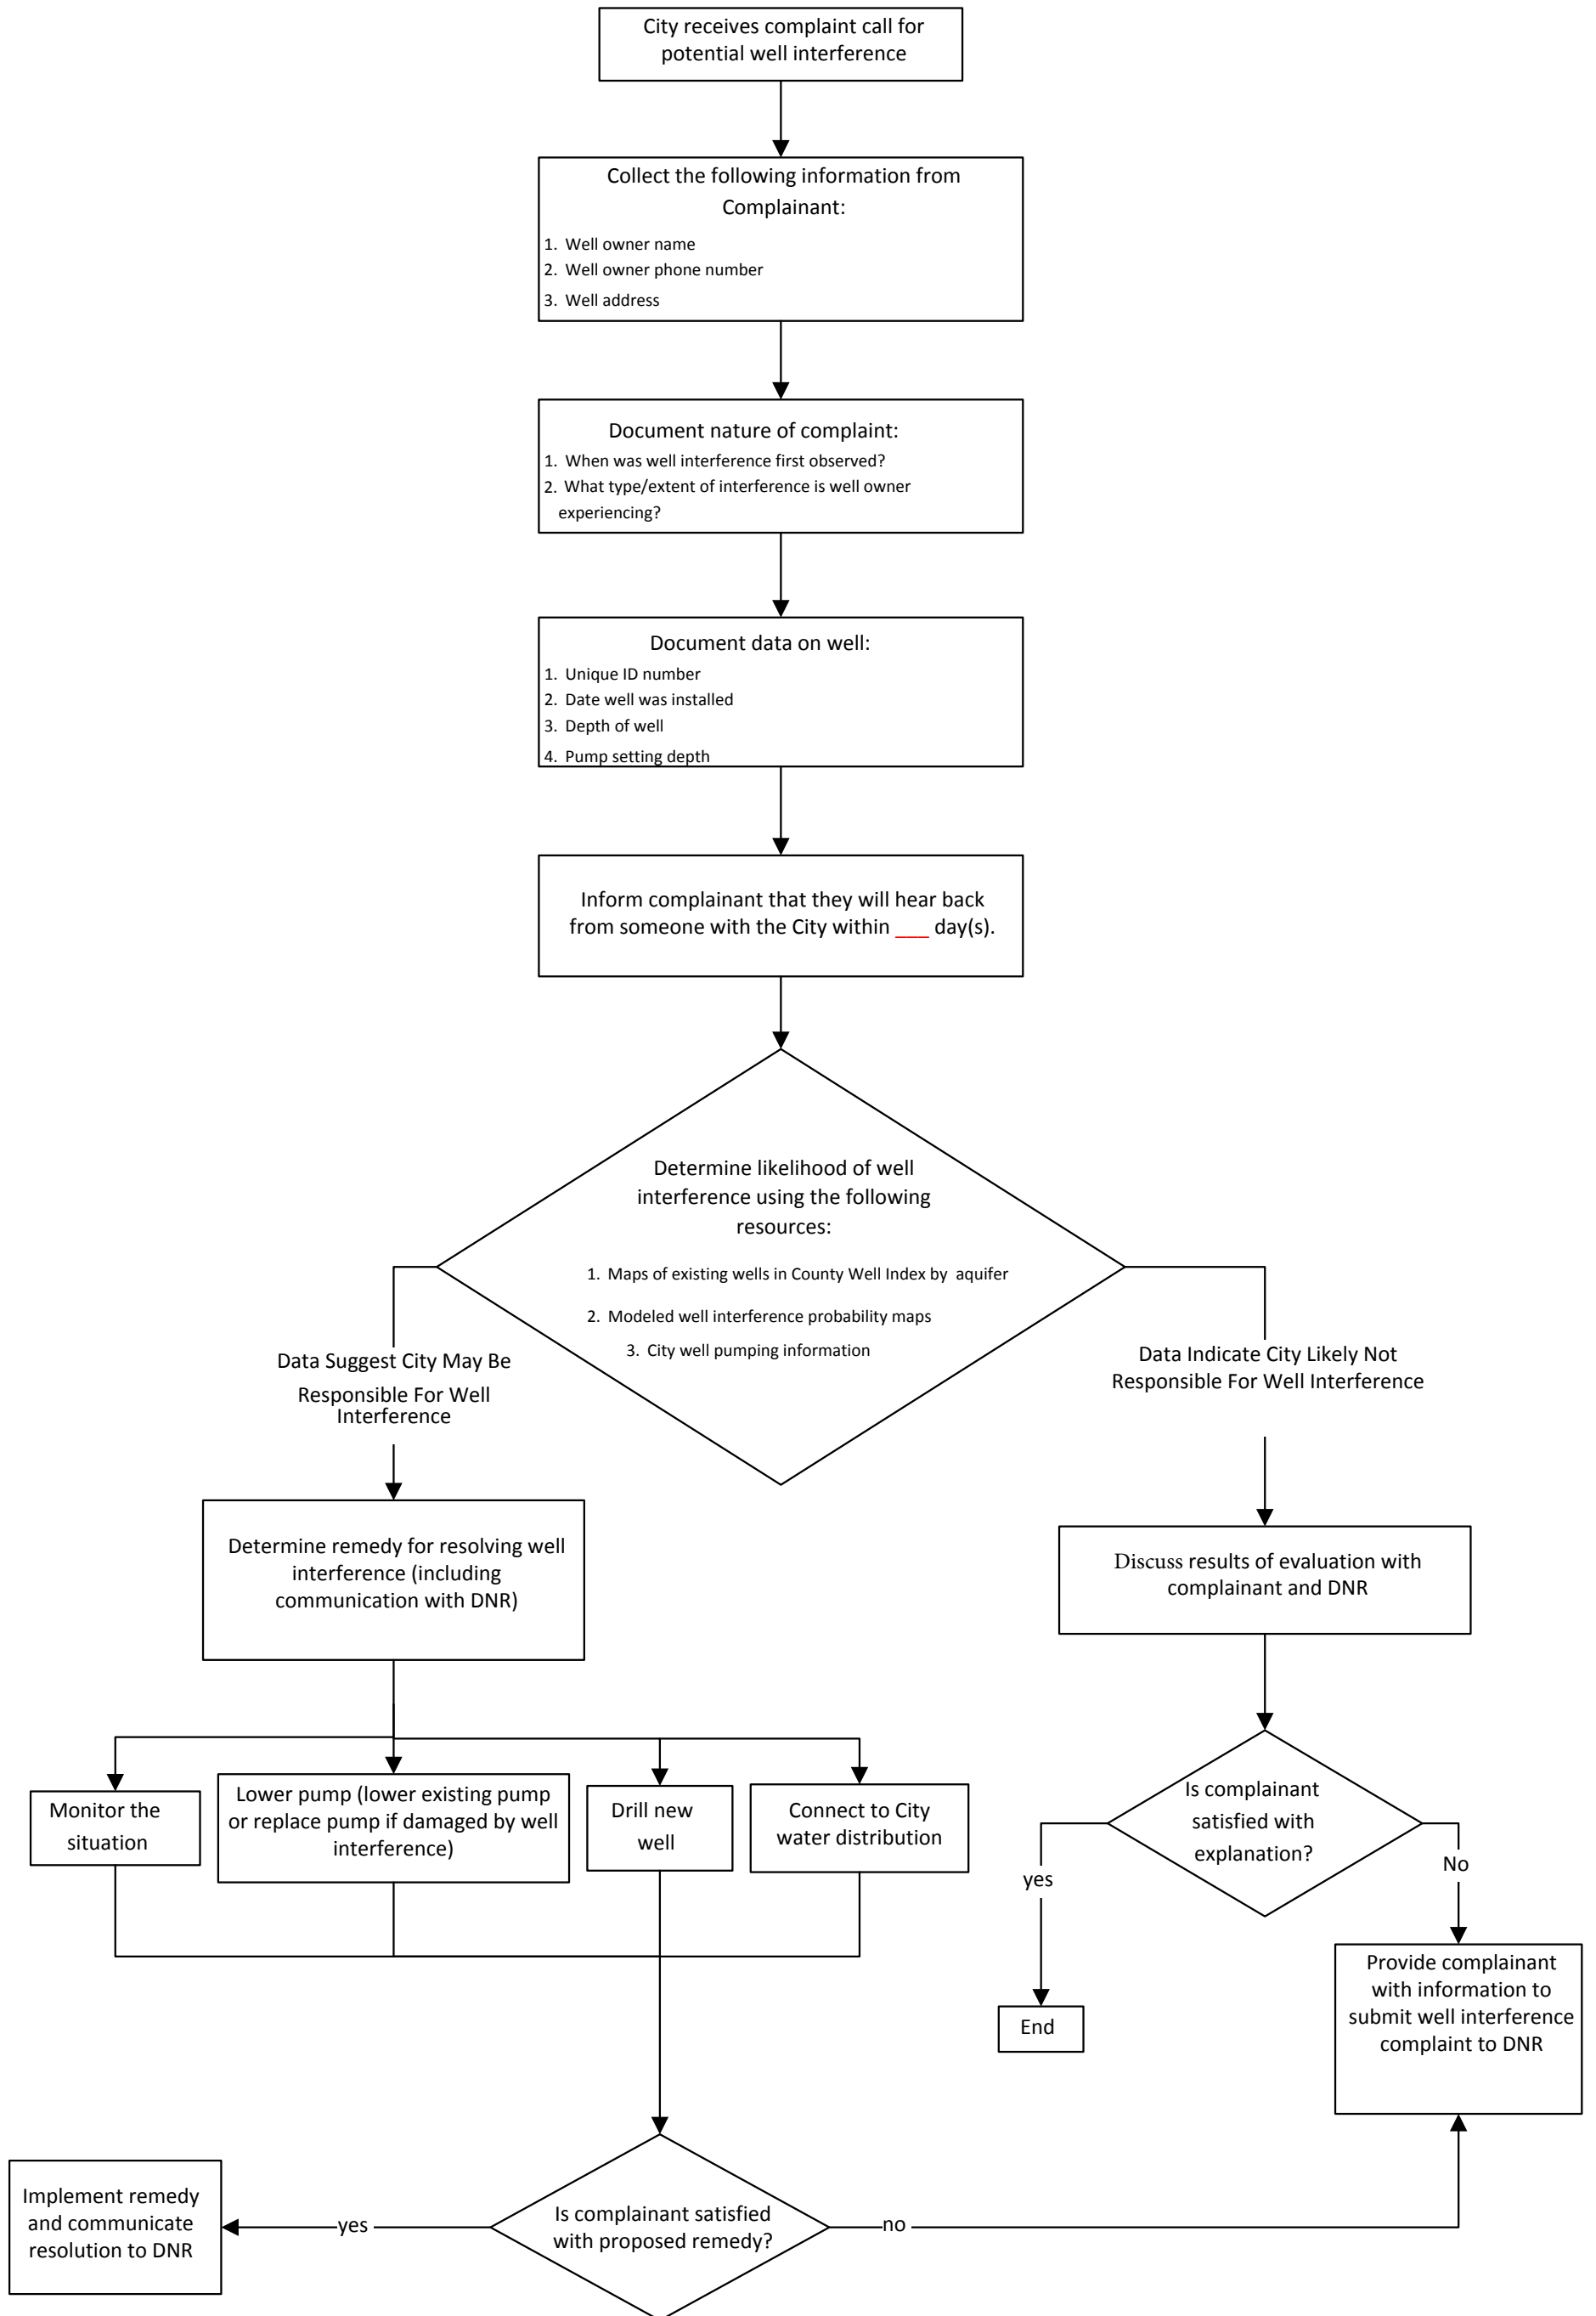 City receives complaint call for
potential well interference
Collect the following information from
Complainant:
1. Well owner name
2. Well owner phone number
3. Well address
Document nature of complaint:
1. When was well interference first observed?
2. What type/extent of interference is well owner
experiencing?
Document data on well:
1. Unique ID number
2. Date well was installed
3. Depth of well
4. Pump setting depth
Inform complainant that they will hear back
from someone with the City within ___ day(s).
Determine likelihood of well
interference using the following
resources:
1. Maps of existing wells in County Well Index by aquifer
2. Modeled well interference probability maps
3. City well pumping information
Data Suggest City May Be
Responsible For Well
Interference
Data Indicate City Likely Not
Responsible For Well Interference
Determine remedy for resolving well
interference (including
communication with DNR)
Discuss results of evaluation with
complainant and DNR
Monitor the
situation
Lower pump (lower existing pump
or replace pump if damaged by well
interference)
Drill new
well
Connect to City
water distribution
Is complainant
satisfied with
explanation?
yes
No
End
Provide complainant
with information to
submit well interference
complaint to DNR
Is complainant satisfied
with proposed remedy?
yes
no
Implement remedy
and communicate
resolution to DNR